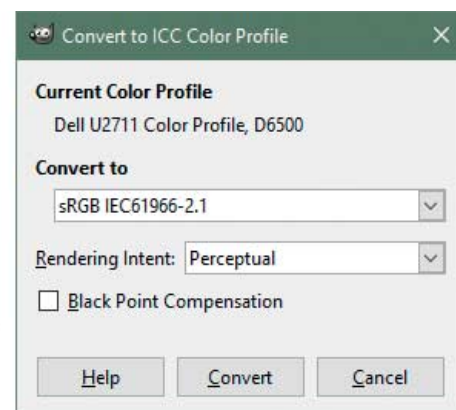 Convert to ICC Color Profile
Current Color Profile
Dell U2711 Color Profile, D6500
Convert to
sRGB IEC61966-2.1
Rendering Intent: Perceptual
Black Point Compensation
Help Convert Cancel